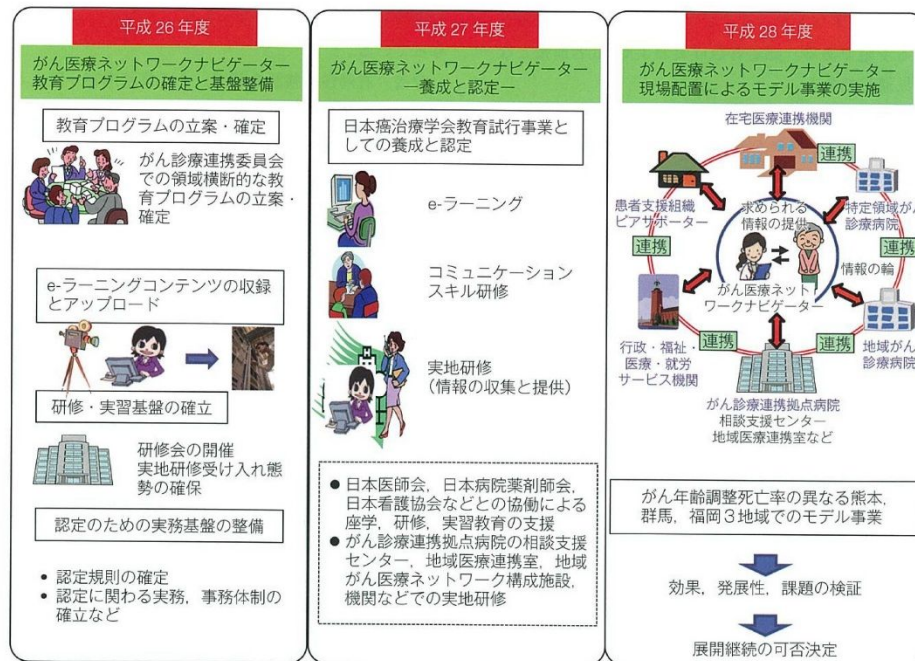 平成 26 年度
がん医療ネットワークナビゲーター
教育プログラムの確定と基盤整備
教育プログラムの立案・確定
がん診療連携委員会
での領域横断的な教
育プログラムの立案・
確定
e-ラーニングコンテンツの収録
とアップロード
研修・実習基盤の確立
研修会の開催
実地研修受け入れ態
勢の確保
認定のための実務基盤の整備
• 認定規則の確定
• 認定に関わる実務，事務体制の
確立など
平成 27 年度
がん医療ネットワークナビゲーター
―養成と認定―
日本癌治療学会教育試行事業と
しての養成と認定
e-ラーニング
コミュニケーション
スキル研修
実地研修
（情報の収集と提供）
● 日本医師会，日本病院薬剤師会，
日本看護協会などとの協働による
座学，研修，実習教育の支援
● がん診療連携拠点病院の相談支援
センター，地域医療連携室，地域
がん医療ネットワーク構成施設，
機関などでの実地研修
平成 28 年度
がん医療ネットワークナビゲーター
現場配置によるモデル事業の実施
在宅医療連携機関
連携
患者支援組織
ピアサポーター
求められる
情報の提供
特定領域がん
診療病院
連携
連携
情報の輪
がん医療ネット
ワークナビゲーター
行政・福祉・
医療・就労
サービス機関
連携
連携
地域がん
診療病院
がん診療連携拠点病院
相談支援センター
地域医療連携室など
がん年齢調整死亡率の異なる熊本，
群馬，福岡３地域でのモデル事業
効果，発展性，課題の検証
展開継続の可否決定